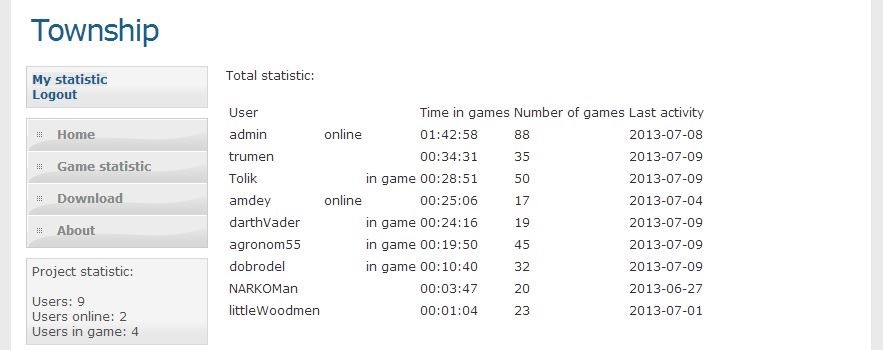 Township
My statistic
Logout
Home
Game statistic
Download
About
Project statistic:
Users: 9
Users online: 2
Users in game: 4
Total statistic:
User Time in games Number of games Last activity
admin online 01:42:58 88 2013-07-08
trumen 00:34:31 35 2013-07-09
Tolik in game 00:28:51 50 2013-07-09
amdey online 00:25:06 17 2013-07-04
darthVader in game 00:24:16 19 2013-07-09
agronom55 in game 00:19:50 45 2013-07-09
dobrodel in game 00:10:40 32 2013-07-09
NARKOMan 00:03:47 20 2013-06-27
littleWoodmen 00:01:04 23 2013-07-01